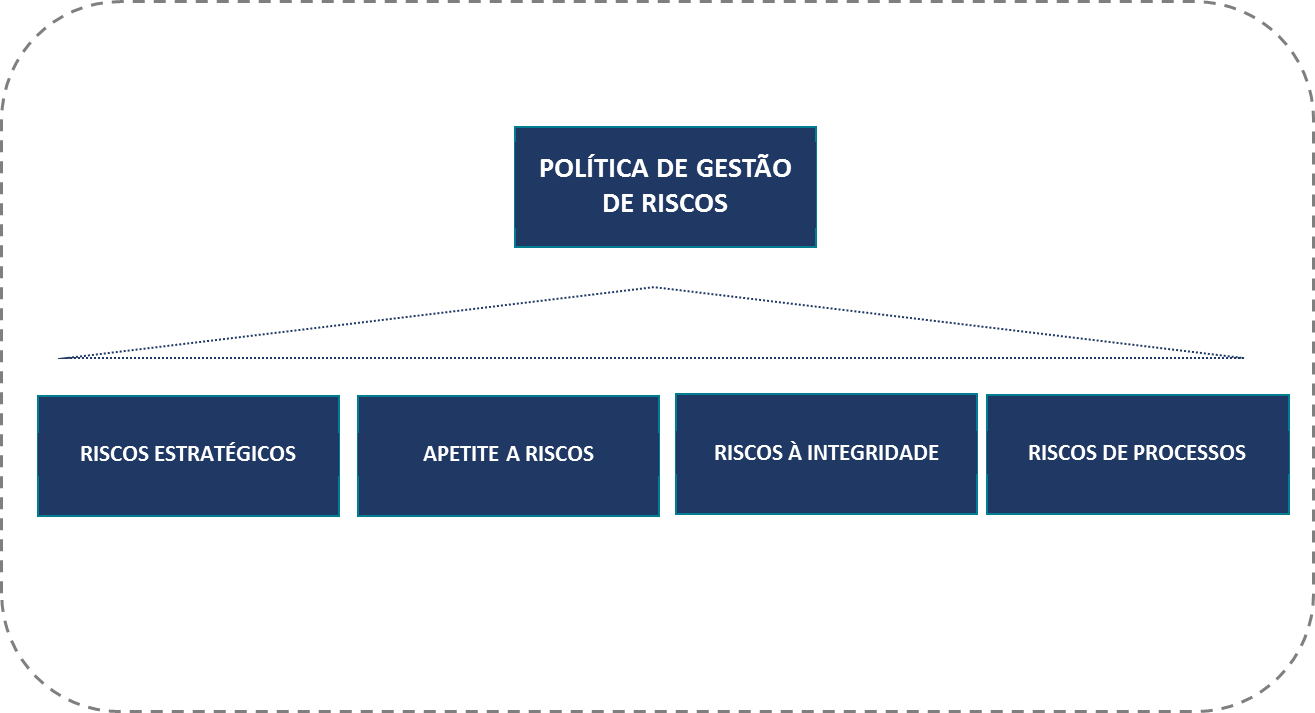 POLÍTICA DE GESTÃO
DE RISCOS
RISCOS ESTRATÉGICOS
APETITE A RISCOS
RISCOS À INTEGRIDADE
RISCOS DE PROCESSOS